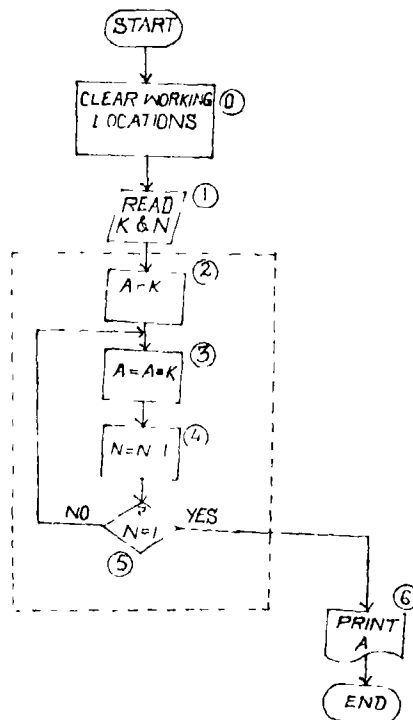 START
CLEAR WORKING
LOCATIONS
0
READ
K & N
1
A - K
2
A = A * K
3
N = N 1
4
NO
N = 1
YES
5
PRINT
A
6
END